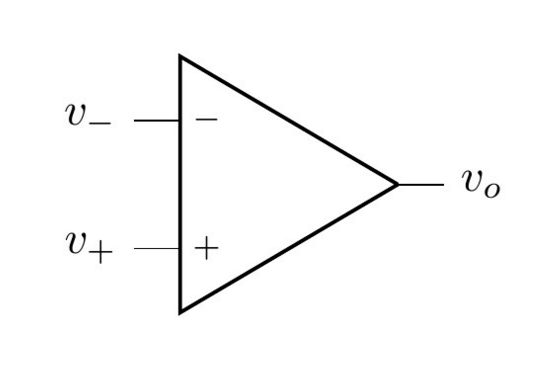 v₋ −
v₊ +
vₒ